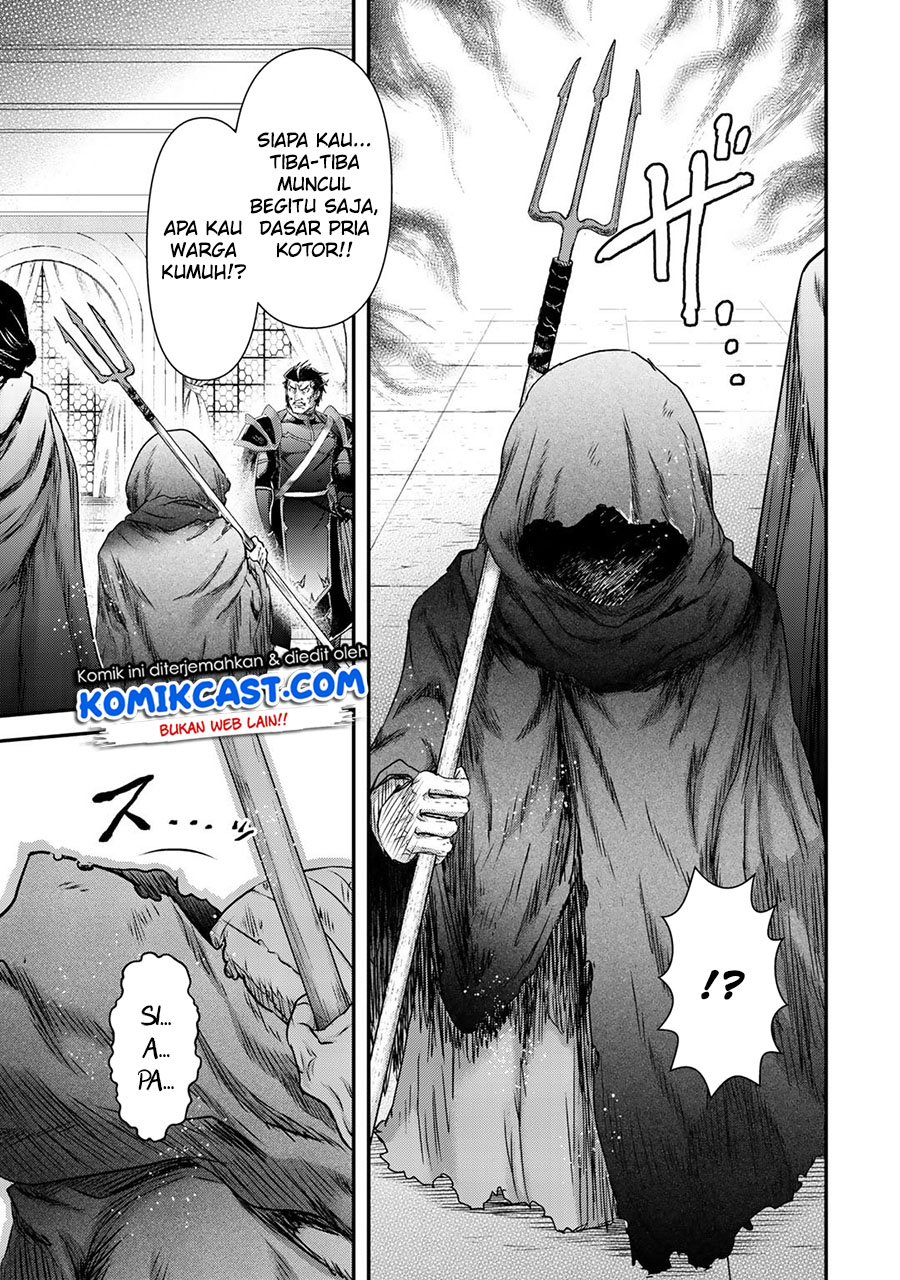 ザ...
!?
SIAPA KAU...
TIBA-TIBA
MUNCUL
BEGITU SAJA,
DASAR PRIA
KOTOR!!
APA KAU
WARGA
KUMUH!?
Komik ini diterjemahkan & diedit oleh
KOMIKCAST.COM
BUKAN WEB LAIN!!
ス...ッ
SI...
A...
PA...